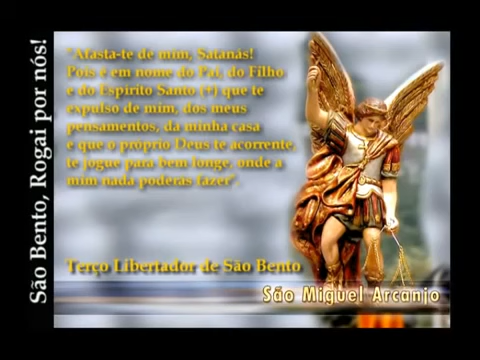 São Bento, Rogai por nós!
"Afasta-te de mim, Satanás!
Pois é em nome do Pai, do Filho
e do Espírito Santo (+) que te
expulso de mim, dos meus
pensamentos, da minha casa
e que o próprio Deus te acorrente,
te jogue para bem longe, onde a
mim nada poderás fazer".
Terço Libertador de São Bento
São Miguel Arcanjo